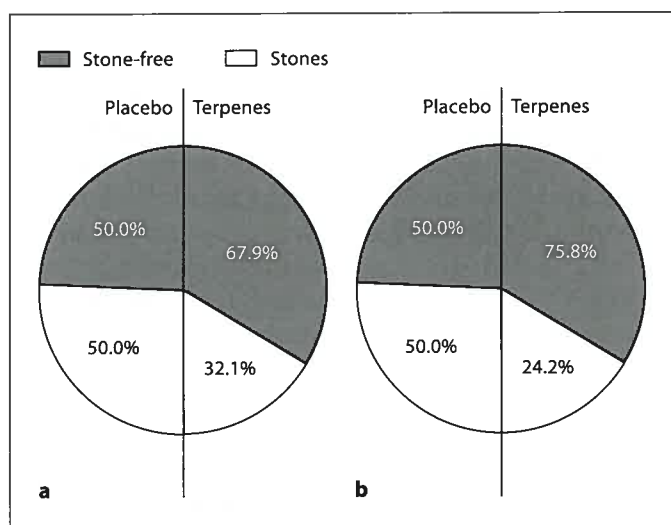 Stone-free Stones
Placebo Terpenes Placebo Terpenes
50.0% 67.9% 50.0% 75.8%
50.0% 32.1% 50.0% 24.2%
a b